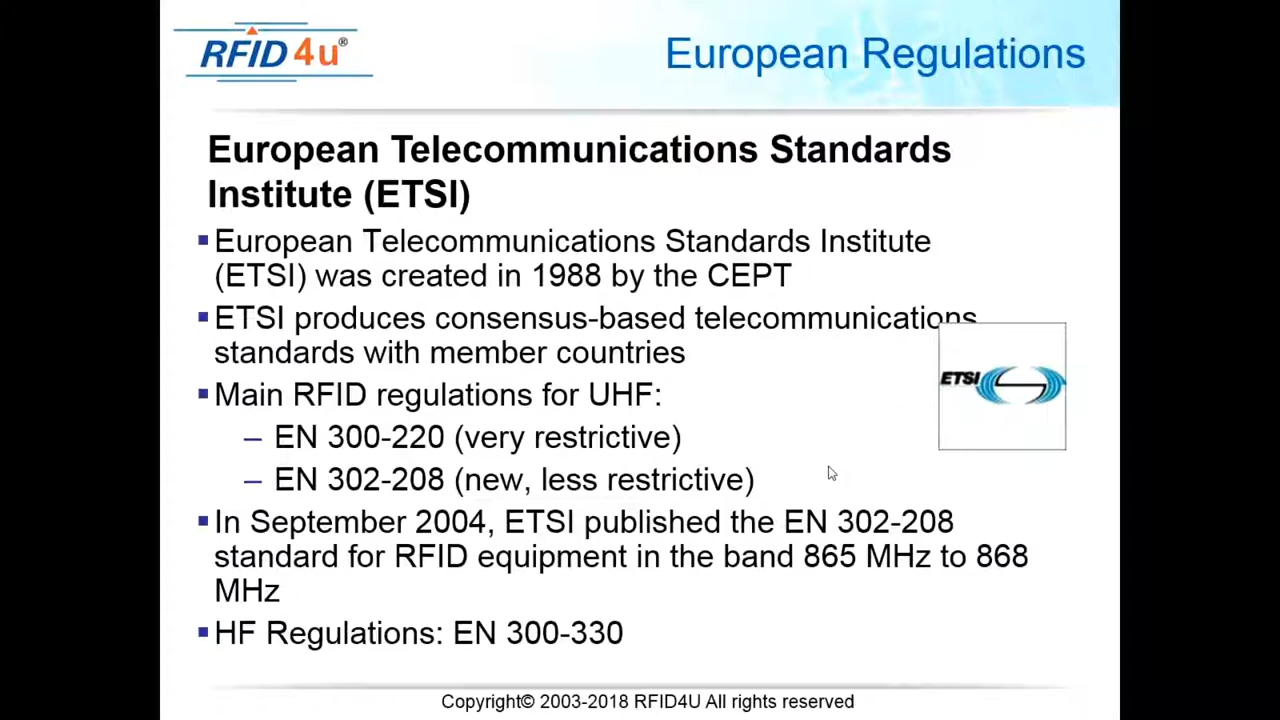 RFID 4u®
European Regulations
European Telecommunications Standards
Institute (ETSI)
▪European Telecommunications Standards Institute
(ETSI) was created in 1988 by the CEPT
▪ETSI produces consensus-based telecommunications
standards with member countries
ETSI
▪Main RFID regulations for UHF:
– EN 300-220 (very restrictive)
– EN 302-208 (new, less restrictive)
▪In September 2004, ETSI published the EN 302-208
standard for RFID equipment in the band 865 MHz to 868
MHz
▪HF Regulations: EN 300-330
Copyright© 2003-2018 RFID4U All rights reserved